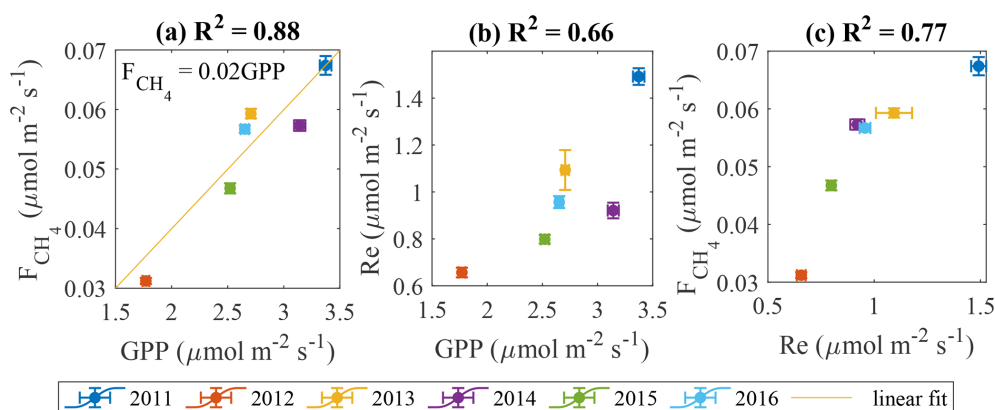 (a) R² = 0.88
F_CH₄ = 0.02GPP
F_CH₄ (μmol m⁻² s⁻¹)
0.07
0.06
0.05
0.04
0.03
1.5 2 2.5 3 3.5
GPP (μmol m⁻² s⁻¹)
(b) R² = 0.66
Re (μmol m⁻² s⁻¹)
1.4
1.2
1
0.8
0.6
2 2.5 3 3.5
GPP (μmol m⁻² s⁻¹)
(c) R² = 0.77
F_CH₄ (μmol m⁻² s⁻¹)
0.07
0.06
0.05
0.04
0.03
0.5 1 1.5
Re (μmol m⁻² s⁻¹)
2011 2012 2013 2014 2015 2016 linear fit